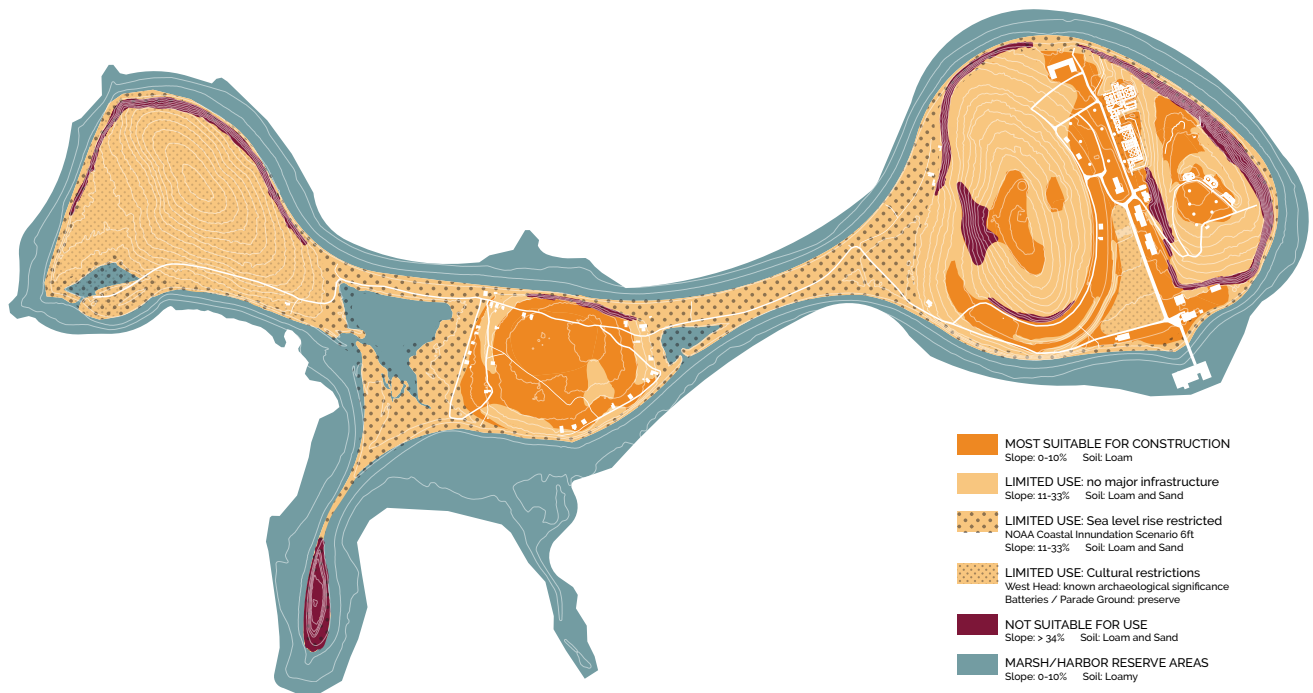 MOST SUITABLE FOR CONSTRUCTION
Slope: 0-10% Soil: Loam
LIMITED USE: no major infrastructure
Slope: 11-33% Soil: Loam and Sand
LIMITED USE: Sea level rise restricted
NOAA Coastal Innundation Scenario 6ft
Slope: 11-33% Soil: Loam and Sand
LIMITED USE: Cultural restrictions
West Head: known archaeological significance
Batteries / Parade Ground: preserve
NOT SUITABLE FOR USE
Slope: > 34% Soil: Loam and Sand
MARSH/HARBOR RESERVE AREAS
Slope: 0-10% Soil: Loamy